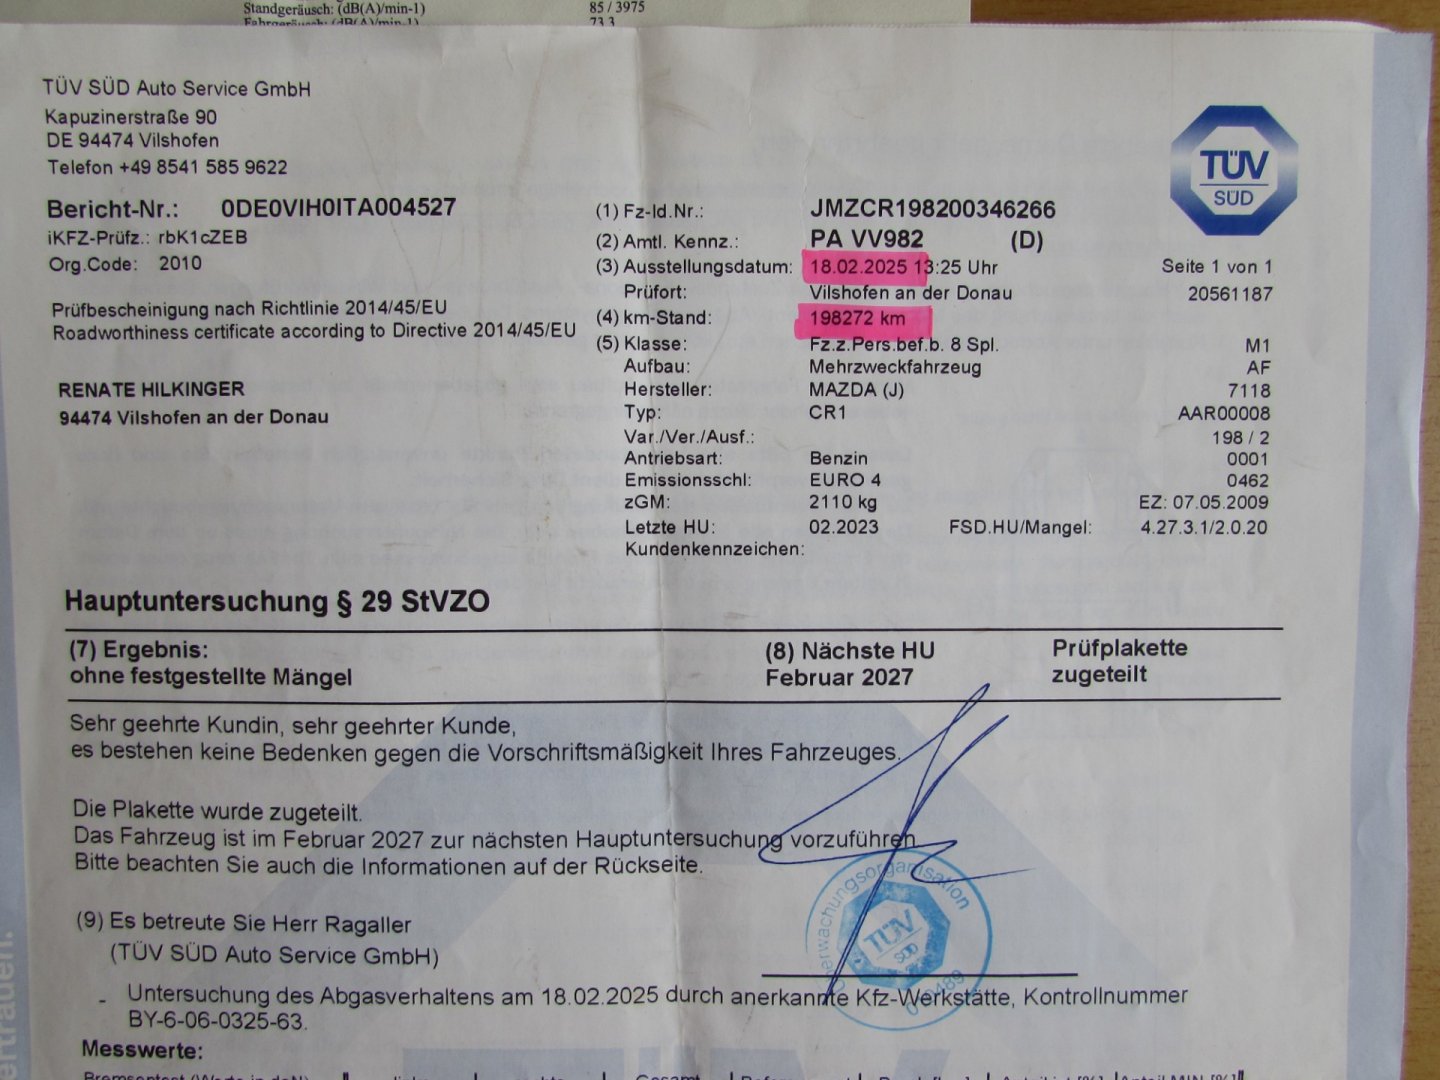 Standgeräusch: (dB(A)/min-1) 85 / 3975
Fahrgeräusch: (dB(A)/min-1) 73.3
TÜV SÜD Auto Service GmbH
Kapuzinerstraße 90
DE 94474 Vilshofen
Telefon +49 8541 585 9622
TÜV
SÜD
Bericht-Nr.: 0DE0VIH0ITA004527
iKFZ-Prüfz.: rbK1cZEB
Org.Code: 2010
Prüfbescheinigung nach Richtlinie 2014/45/EU
Roadworthiness certificate according to Directive 2014/45/EU
RENATE HILKINGER
94474 Vilshofen an der Donau
(1) Fz-Id.Nr.: JMZCR198200346266
(2) Amtl. Kennz.: PA VV982 (D)
(3) Ausstellungsdatum: 18.02.2025 13:25 Uhr Seite 1 von 1
Prüfort: Vilshofen an der Donau 20561187
(4) km-Stand: 198272 km
(5) Klasse: Fz.z.Pers.bef.b. 8 Spl. M1
Aufbau: Mehrzweckfahrzeug AF
Hersteller: MAZDA (J) 7118
Typ: CR1 AAR00008
Var./Ver./Ausf.: 198 / 2
Antriebsart: Benzin 0001
Emissionsschl: EURO 4 0462
zGM: 2110 kg EZ: 07.05.2009
Letzte HU: 02.2023 FSD.HU/Mangel: 4.27.3.1/2.0.20
Kundenkennzeichen:
Hauptuntersuchung § 29 StVZO
(7) Ergebnis: (8) Nächste HU Prüfplakette
ohne festgestellte Mängel Februar 2027 zugeteilt
Sehr geehrte Kundin, sehr geehrter Kunde,
es bestehen keine Bedenken gegen die Vorschriftsmäßigkeit Ihres Fahrzeuges.
Die Plakette wurde zugeteilt.
Das Fahrzeug ist im Februar 2027 zur nächsten Hauptuntersuchung vorzuführen
Bitte beachten Sie auch die Informationen auf der Rückseite.
(9) Es betreute Sie Herr Ragaller
(TÜV SÜD Auto Service GmbH)
TÜV
SÜD
- Untersuchung des Abgasverhaltens am 18.02.2025 durch anerkannte Kfz-Werkstätte, Kontrollnummer
BY-6-06-0325-63.
Messwerte: